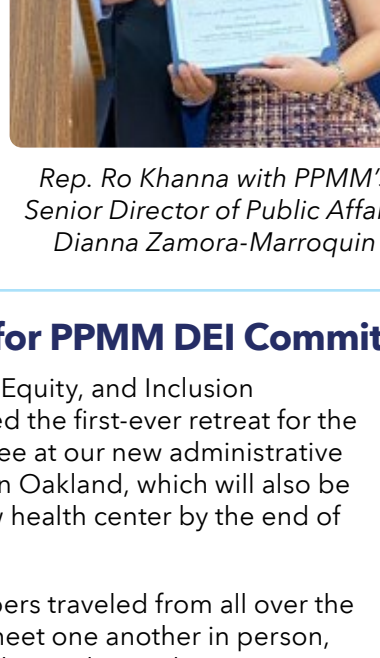 Rep. Ro Khanna with PPMM's
Senior Director of Public Affai
Dianna Zamora-Marroquin
for PPMM DEI Commit
Equity, and Inclusion
ed the first-ever retreat for the
ee at our new administrative
n Oakland, which will also be
health center by the end of
bers traveled from all over the
meet one another in person,